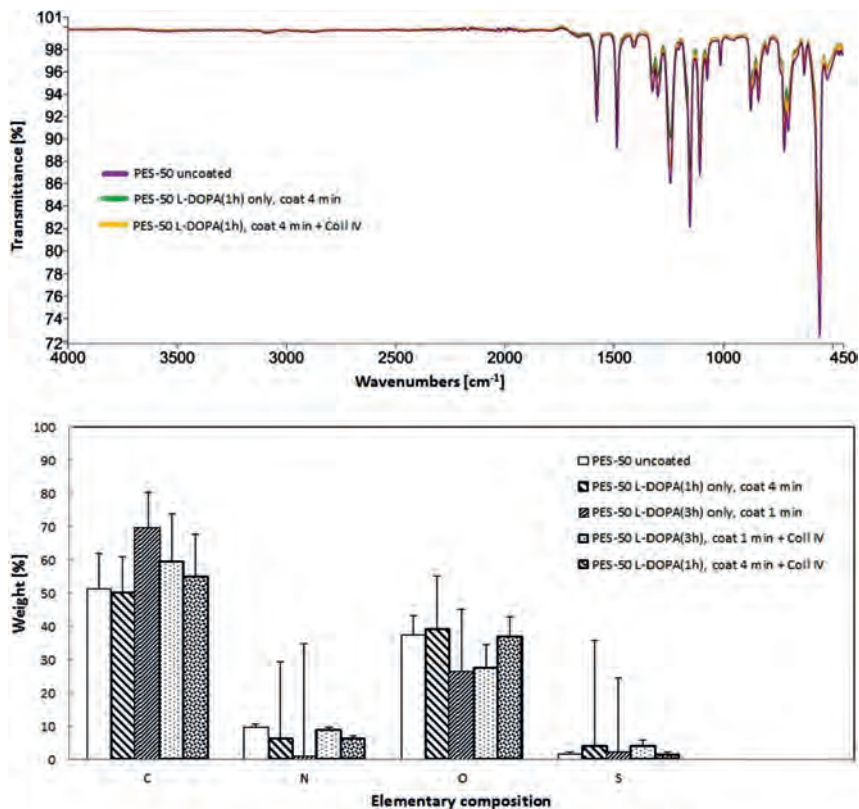 101
98
96
94
92
90
88
86
84
82
80
78
76
74
72
Transmittance [%]
PES-50 uncoated
PES-50 L-DOPA(1h) only, coat 4 min
PES-50 L-DOPA(1h), coat 4 min + Coll IV
4000 3500 3000 2500 2000 1500 1000 450
Wavenumbers [cm⁻¹]
100
90
80
70
60
50
40
30
20
10
0
Weight [%]
PES-50 uncoated
PES-50 L-DOPA(1h) only, coat 4 min
PES-50 L-DOPA(3h) only, coat 1 min
PES-50 L-DOPA(3h), coat 1 min + Coll IV
PES-50 L-DOPA(1h), coat 4 min + Coll IV
C N O S
Elementary composition